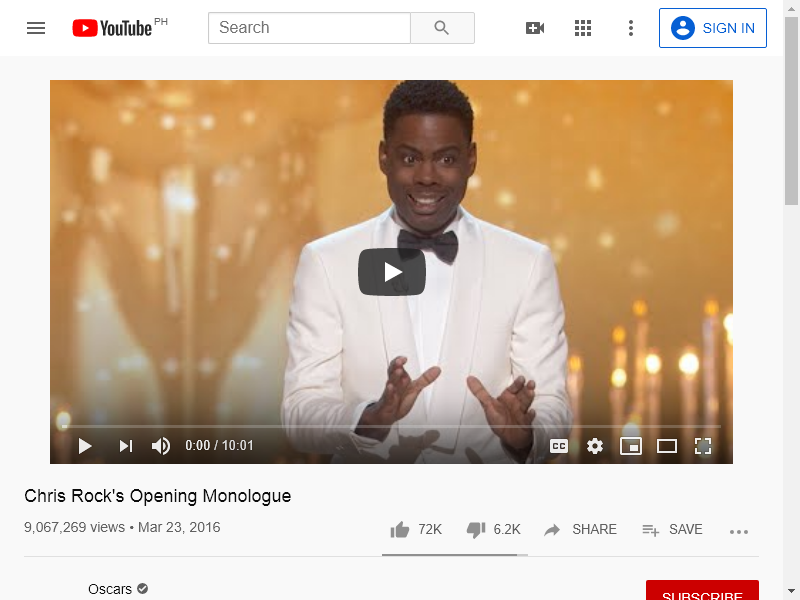 YouTube PH
Search
SIGN IN
0:00 / 10:01
CC
Chris Rock's Opening Monologue
9,067,269 views • Mar 23, 2016
72K
6.2K
SHARE
SAVE
Oscars
SUBSCRIBE